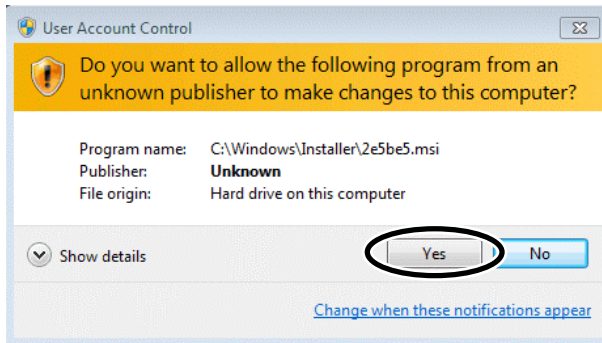 User Account Control
Do you want to allow the following program from an
unknown publisher to make changes to this computer?
Program name: C:\Windows\Installer\2e5be5.msi
Publisher: Unknown
File origin: Hard drive on this computer
Show details Yes No
Change when these notifications appear